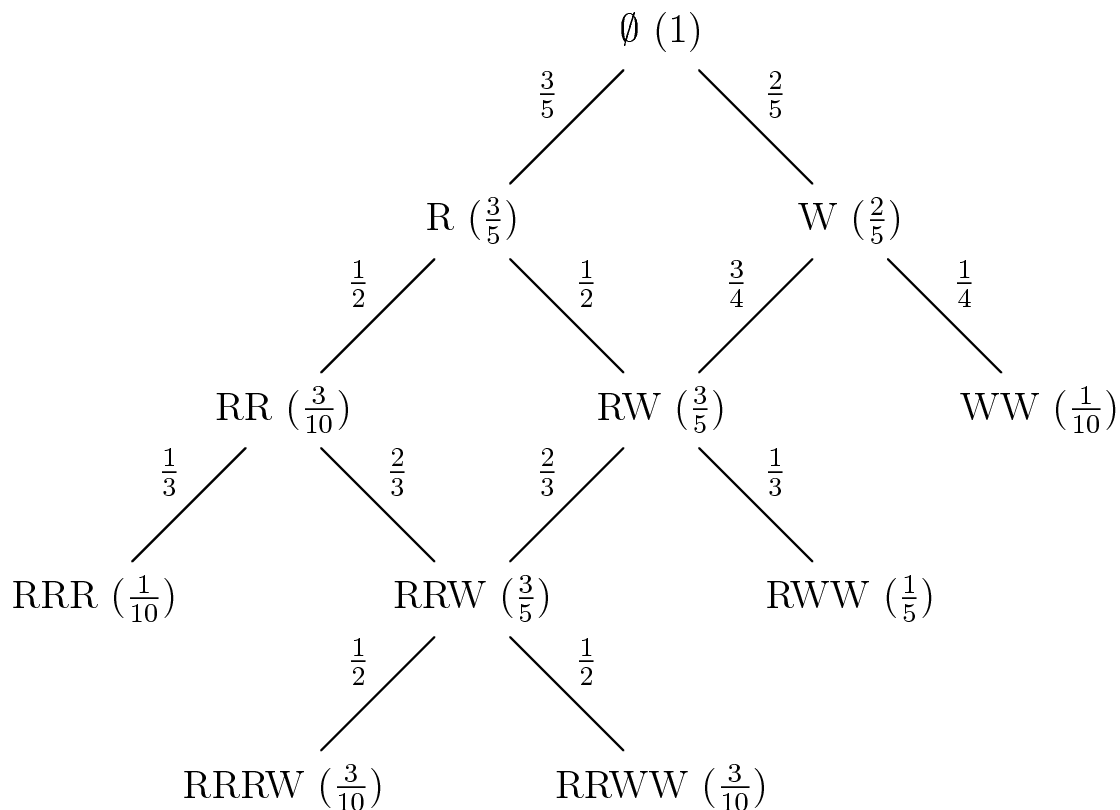 ∅ (1)
3/5 2/5
R (3/5) W (2/5)
1/2 1/2 3/4 1/4
RR (3/10) RW (3/5) WW (1/10)
1/3 2/3 2/3 1/3
RRR (1/10) RRW (3/5) RWW (1/5)
1/2 1/2
RRRW (3/10) RRWW (3/10)